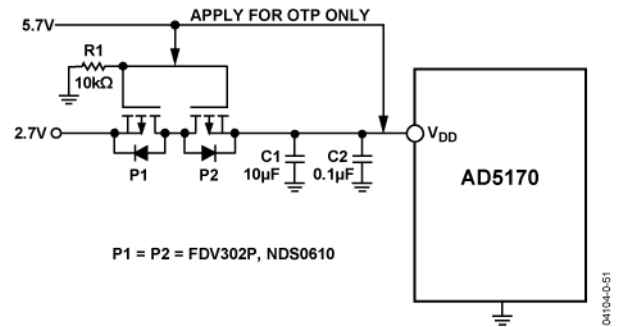 APPLY FOR OTP ONLY
5.7V
R1
10kΩ
2.7V
P1
P2
C1
10µF
C2
0.1µF
VDD
AD5170
P1 = P2 = FDV302P, NDS0610
04104-0-51